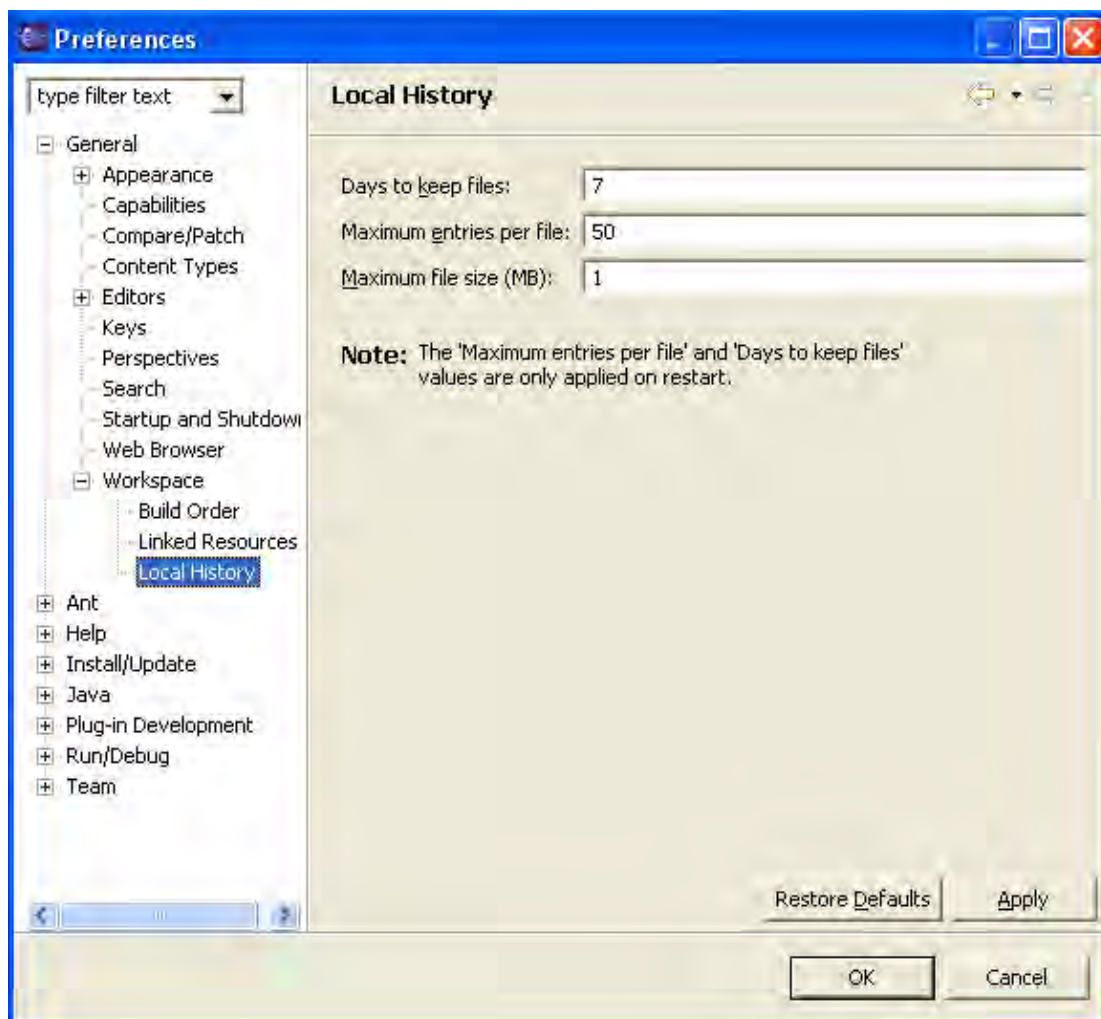 Preferences
type filter text
General
Appearance
Capabilities
Compare/Patch
Content Types
Editors
Keys
Perspectives
Search
Startup and Shutdow
Web Browser
Workspace
Build Order
Linked Resources
Local History
Ant
Help
Install/Update
Java
Plug-in Development
Run/Debug
Team
Local History
Days to keep files: 7
Maximum entries per file: 50
Maximum file size (MB): 1
Note: The 'Maximum entries per file' and 'Days to keep files'
values are only applied on restart.
Restore Defaults Apply
OK Cancel